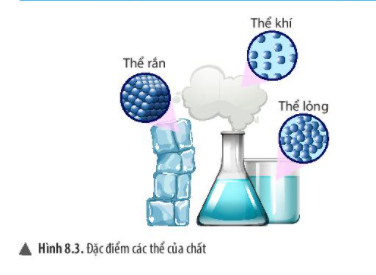 Thể khí
Thể rắn
Thể lỏng
▲ Hình 8.3. Đặc điểm các thể của chất